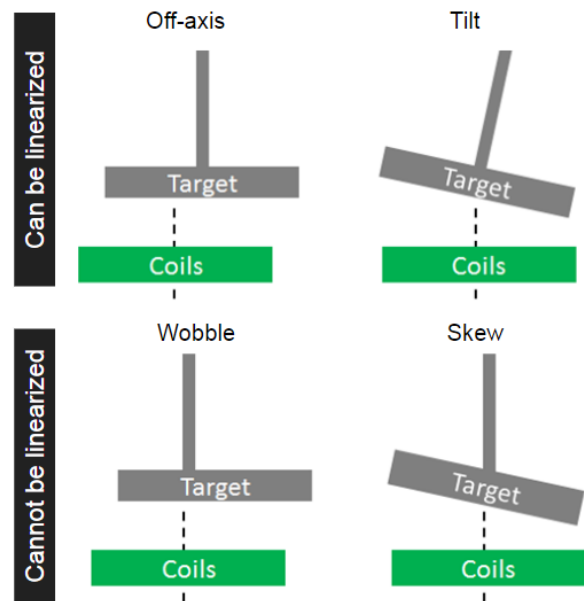 Off-axis
Tilt
Can be linearized
Target
Target
Coils
Coils
Wobble
Skew
Cannot be linearized
Target
Target
Coils
Coils